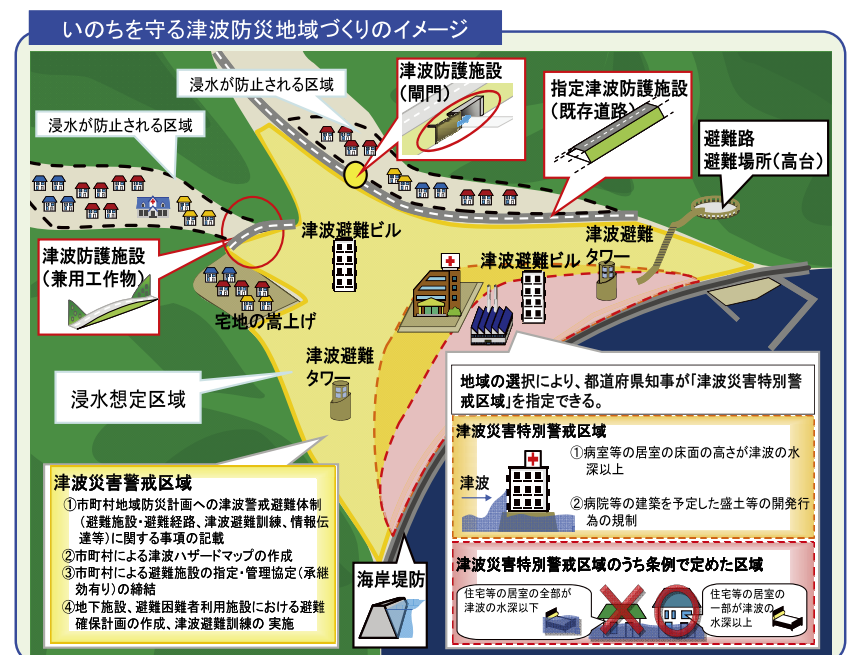 いのちを守る津波防災地域づくりのイメージ
浸水が防止される区域
浸水が防止される区域
津波防護施設
(閘門)
指定津波防護施設
(既存道路)
避難路
避難場所(高台)
津波防護施設
(兼用工作物)
津波避難ビル
津波避難ビル
津波避難
タワー
宅地の嵩上げ
津波避難
タワー
浸水想定区域
地域の選択により、都道府県知事が「津波災害特別警
戒区域」を指定できる。
津波災害特別警戒区域
①病室等の居室の床面の高さが津波の水
深以上
津波
②病院等の建築を予定した盛土等の開発行
為の規制
津波災害警戒区域
①市町村地域防災計画への津波警戒避難体制
(避難施設・避難経路、津波避難訓練、情報伝
達等)に関する事項の記載
②市町村による津波ハザードマップの作成
③市町村による避難施設の指定・管理協定(承継
効有り)の締結
④地下施設、避難困難者利用施設における避難
確保計画の作成、津波避難訓練の 実施
海岸堤防
津波災害特別警戒区域のうち条例で定めた区域
住宅等の居室の全部が
津波の水深以下
住宅等の居室の
一部が津波の
水深以上